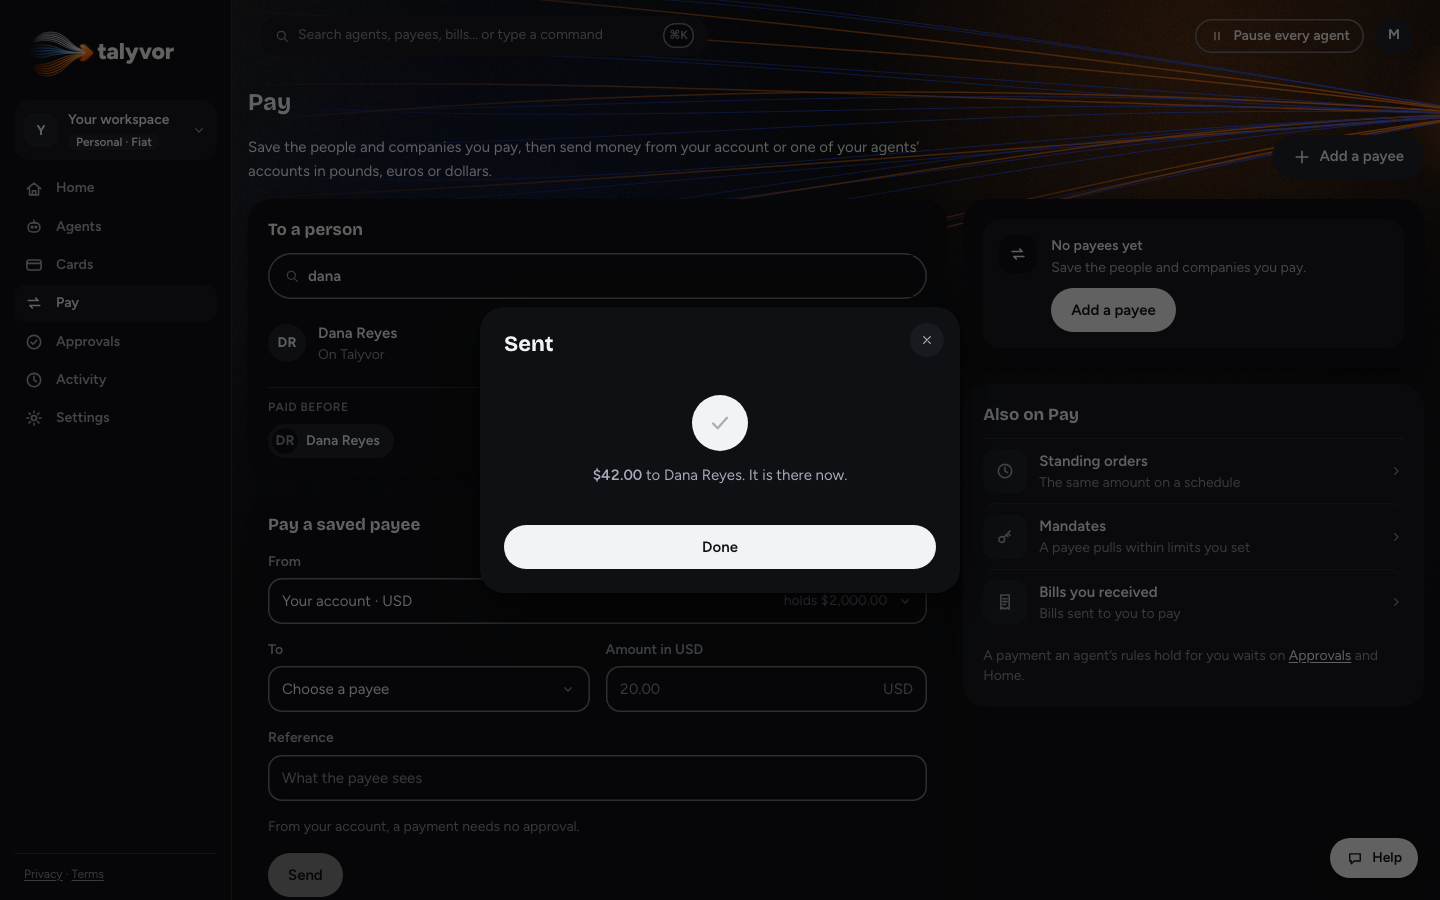 talyvor
Search agents, payees, bills... or type a command
⌘K
Pause every agent
M
Y
Your workspace
Personal · Fiat
Home
Agents
Cards
Pay
Approvals
Activity
Settings
Privacy · Terms
Pay
Save the people and companies you pay, then send money from your account or one of your agents’
accounts in pounds, euros or dollars.
Add a payee
To a person
dana
DR
Dana Reyes
On Talyvor
PAID BEFORE
DR Dana Reyes
Sent
$42.00 to Dana Reyes. It is there now.
Done
Pay a saved payee
From
Your account · USD
holds $2,000.00
To
Choose a payee
Amount in USD
20.00
USD
Reference
What the payee sees
From your account, a payment needs no approval.
Send
No payees yet
Save the people and companies you pay.
Add a payee
Also on Pay
Standing orders
The same amount on a schedule
Mandates
A payee pulls within limits you set
Bills you received
Bills sent to you to pay
A payment an agent’s rules hold for you waits on Approvals and
Home.
Help